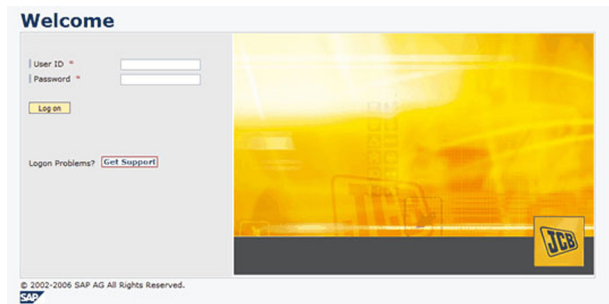 Welcome
User ID *
Password *
Log on
Logon Problems? Get Support
JCB
JCB
© 2002-2006 SAP AG All Rights Reserved.
SAP